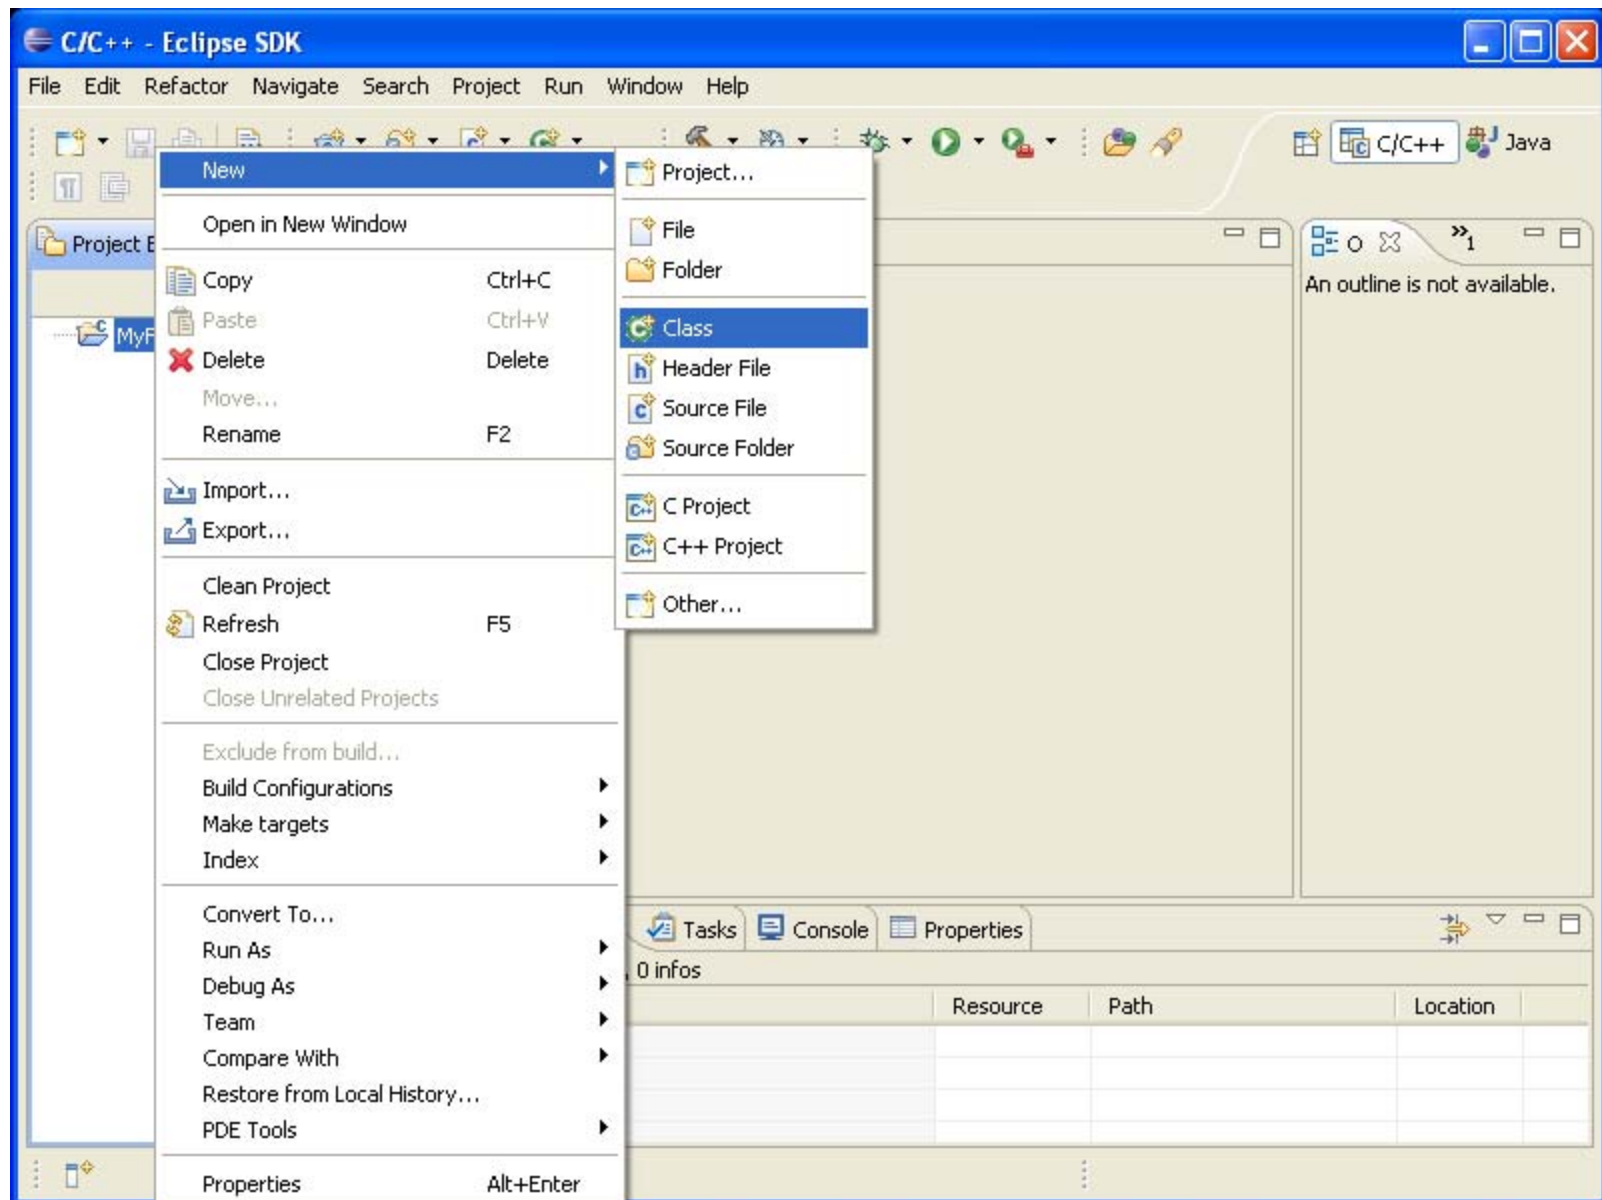 C/C++ - Eclipse SDK
File Edit Refactor Navigate Search Project Run Window Help
C/C++ Java
New
Open in New Window
Copy Ctrl+C
Paste Ctrl+V
Delete Delete
Move...
Rename F2
Import...
Export...
Clean Project
Refresh F5
Close Project
Close Unrelated Projects
Exclude from build...
Build Configurations
Make targets
Index
Convert To...
Run As
Debug As
Team
Compare With
Restore from Local History...
PDE Tools
Properties Alt+Enter
Project...
File
Folder
Class
Header File
Source File
Source Folder
C Project
C++ Project
Other...
Project E
MyF
O
»1
An outline is not available.
Tasks Console Properties
, 0 infos
Resource Path Location